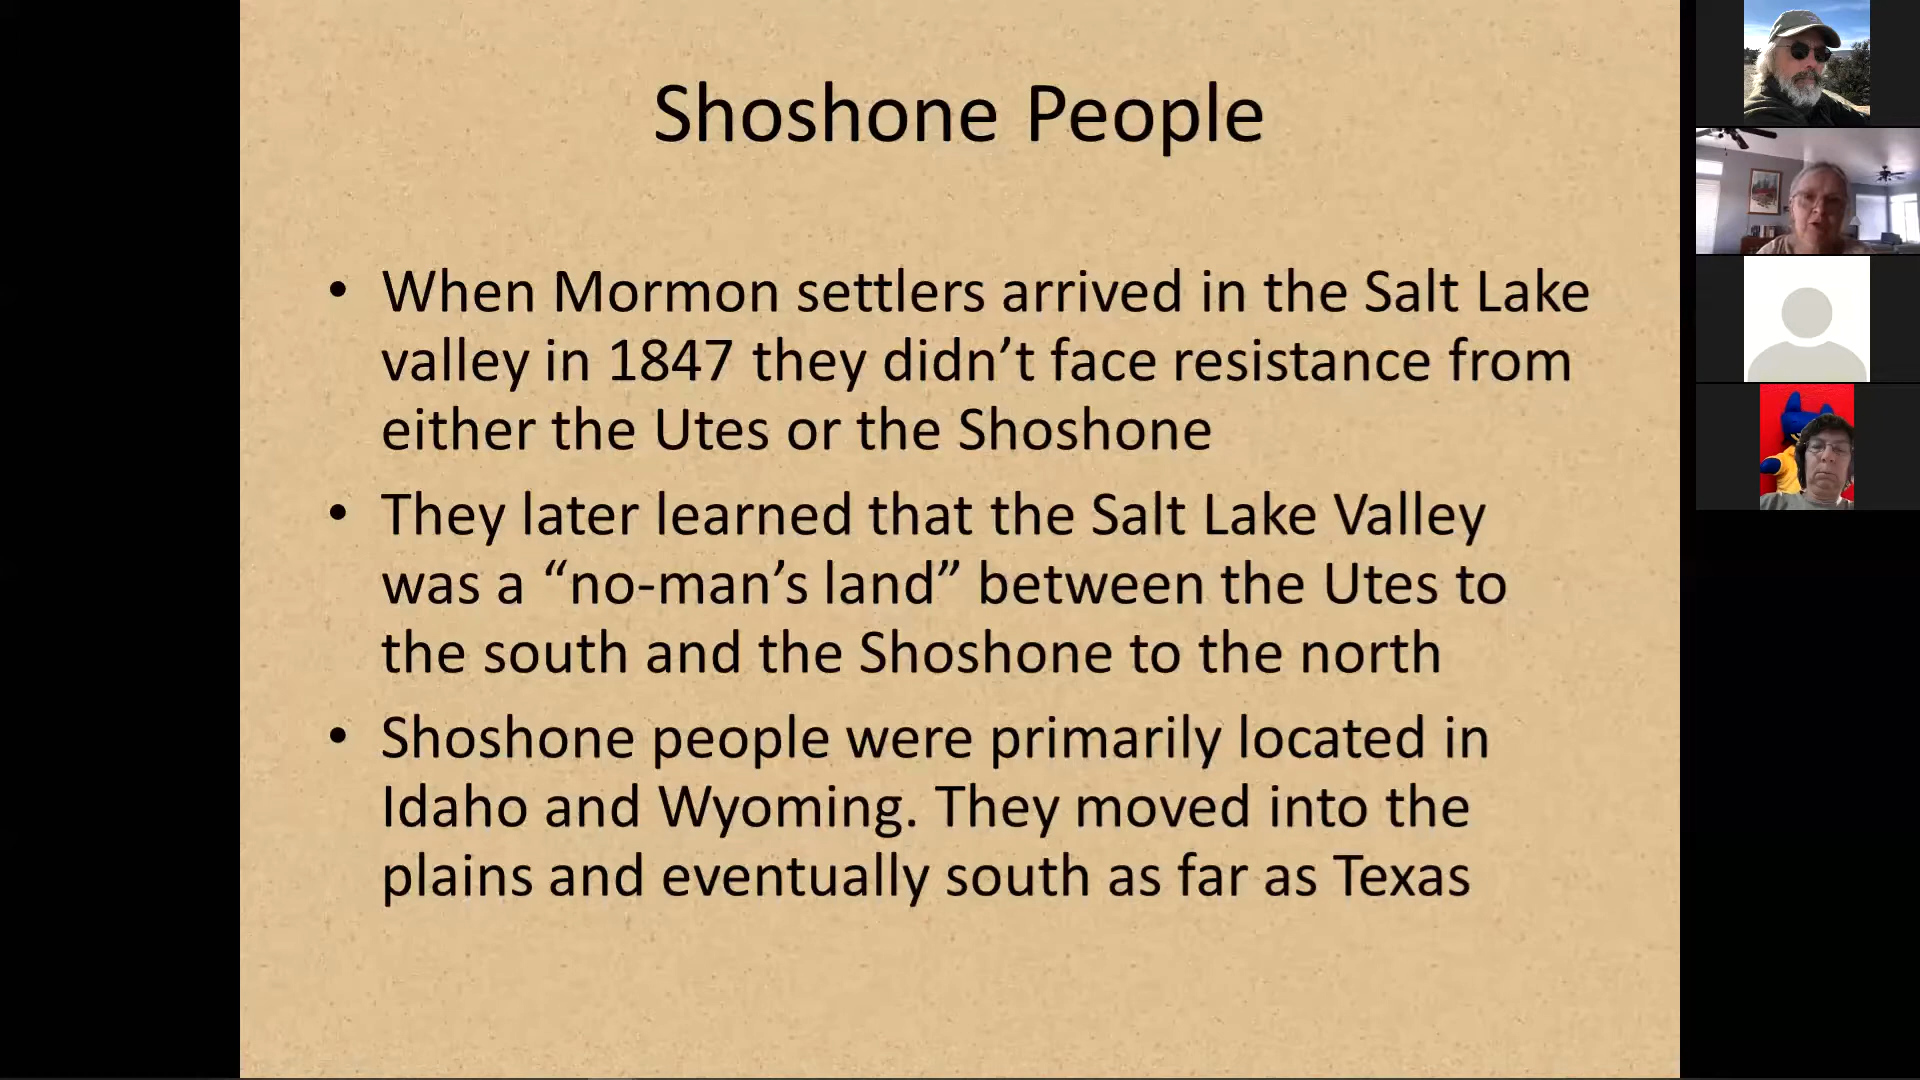 Shoshone People
• When Mormon settlers arrived in the Salt Lake
valley in 1847 they didn’t face resistance from
either the Utes or the Shoshone
• They later learned that the Salt Lake Valley
was a “no-man’s land” between the Utes to
the south and the Shoshone to the north
• Shoshone people were primarily located in
Idaho and Wyoming. They moved into the
plains and eventually south as far as Texas